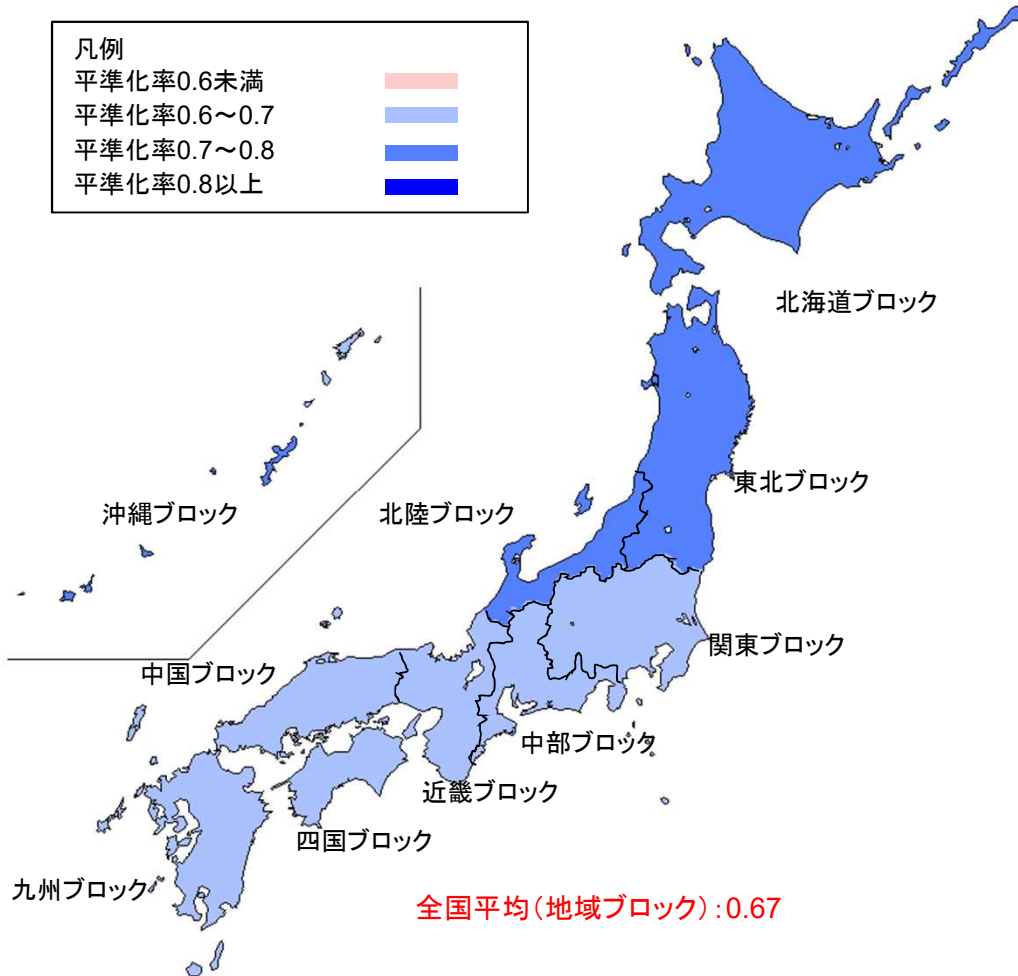 凡例
平準化率0.6未満
平準化率0.6～0.7
平準化率0.7～0.8
平準化率0.8以上
北海道ブロック
東北ブロック
沖縄ブロック
北陸ブロック
関東ブロック
中国ブロック
中部ブロック
近畿ブロック
四国ブロック
九州ブロック
全国平均（地域ブロック）：0.67